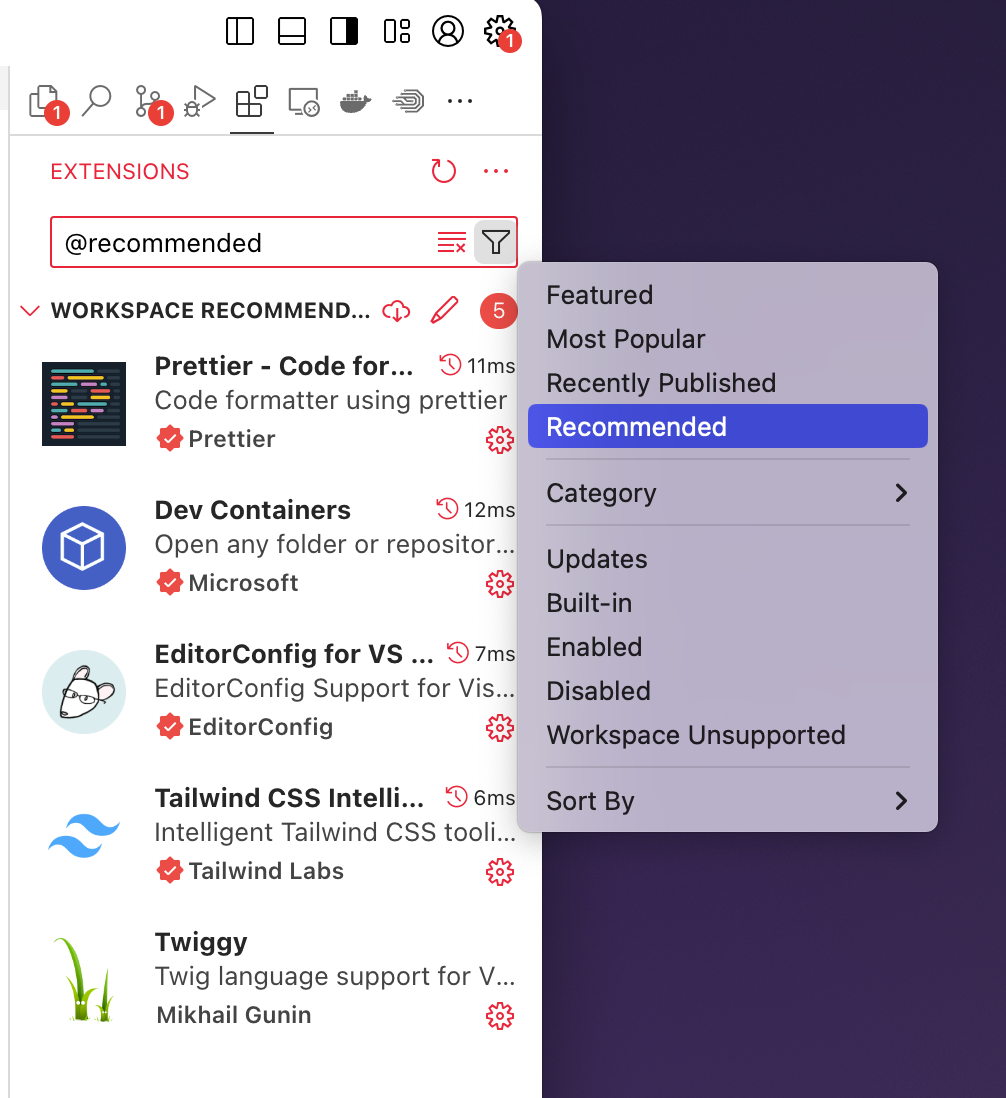 1
1
1
EXTENSIONS
@recommended
WORKSPACE RECOMMEND... 5
Prettier - Code for... 11ms
Code formatter using prettier
Prettier
Dev Containers 12ms
Open any folder or repositor...
Microsoft
EditorConfig for VS ... 7ms
EditorConfig Support for Vis...
EditorConfig
Tailwind CSS Intelli... 6ms
Intelligent Tailwind CSS tooli...
Tailwind Labs
Twiggy
Twig language support for V...
Mikhail Gunin
Featured
Most Popular
Recently Published
Recommended
Category
Updates
Built-in
Enabled
Disabled
Workspace Unsupported
Sort By